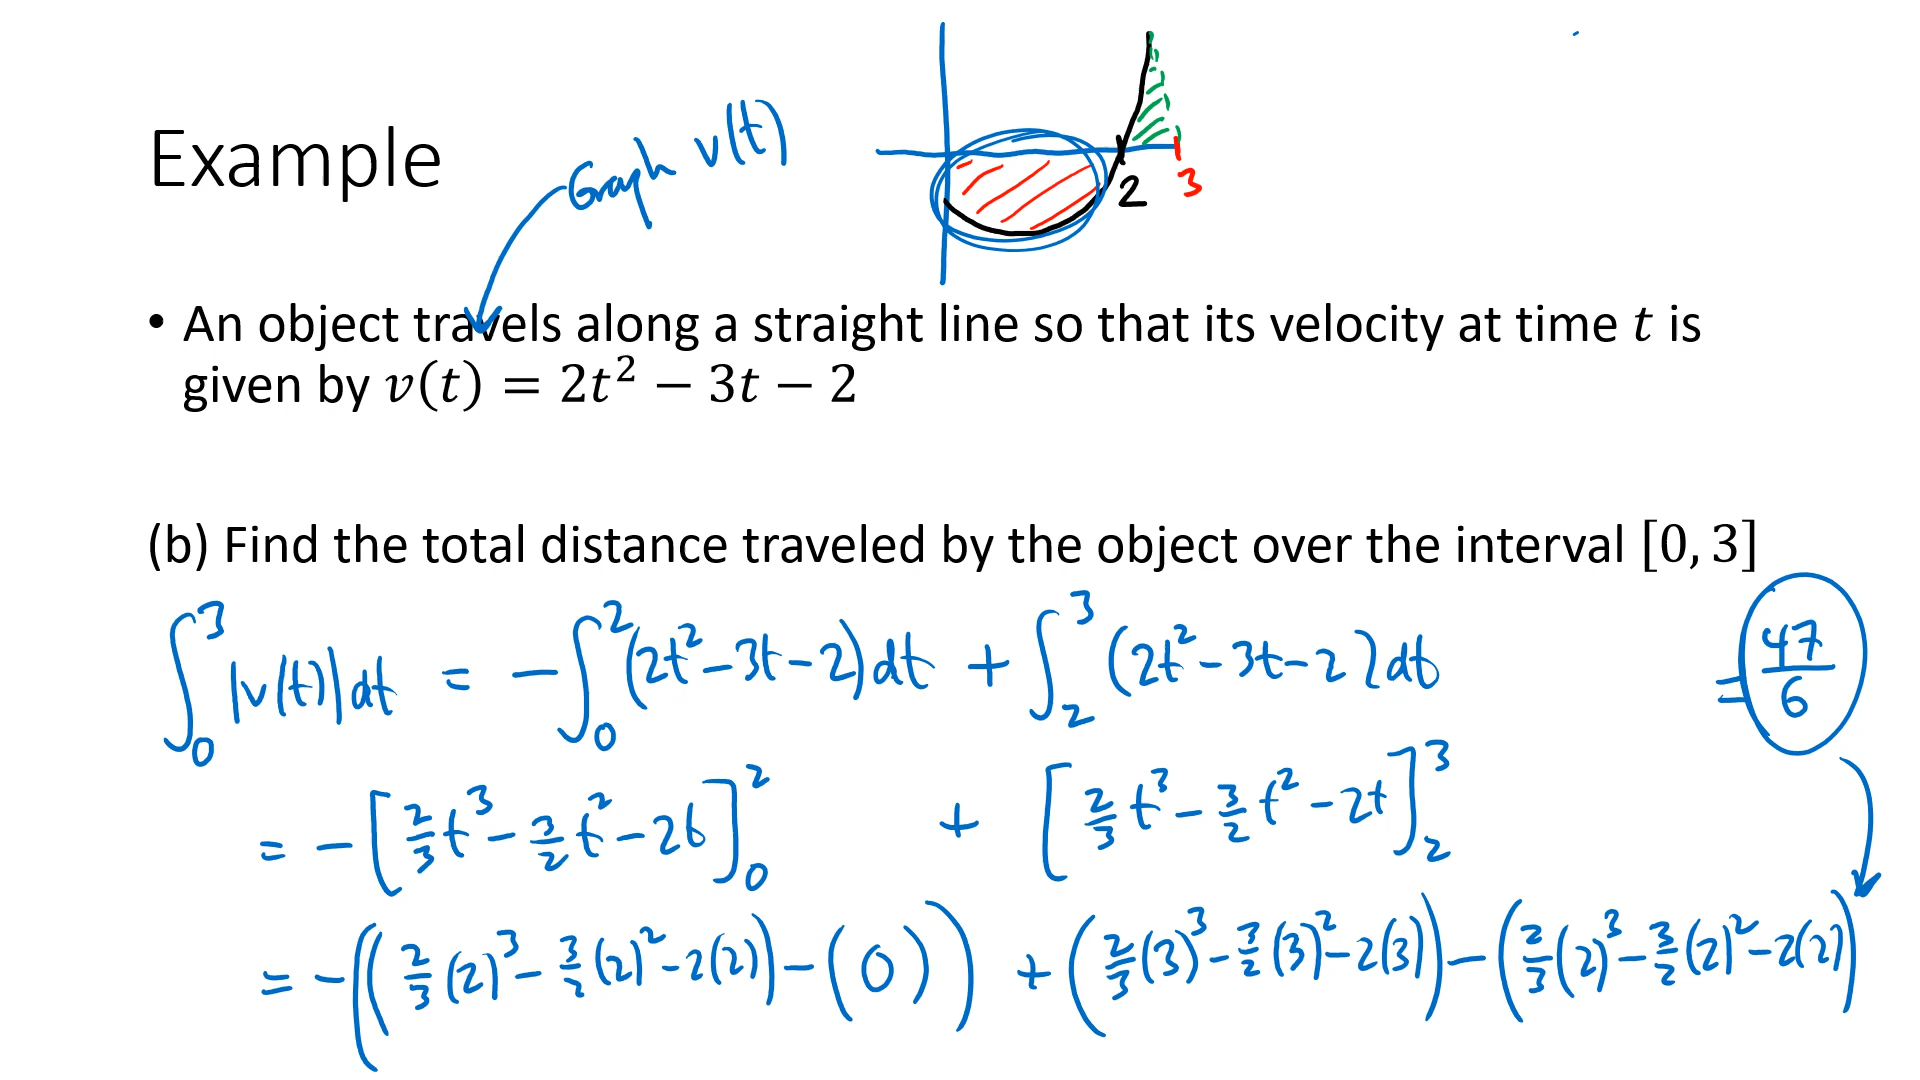 Example
Graph v(t)
2
3
• An object travels along a straight line so that its velocity at time 𝑡 is
given by 𝑣(𝑡) = 2𝑡² − 3𝑡 − 2
(b) Find the total distance traveled by the object over the interval [0, 3]
∫₀³ |v(t)|dt = −∫₀² (2t²−3t−2)dt + ∫₂³ (2t²−3t−2)dt = 47/6
= −[2/3 t³ − 3/2 t² − 2t]₀² + [2/3 t³ − 3/2 t² − 2t]₂³
= −((2/3 (2)³ − 3/2 (2)² − 2(2)) − (0)) + (2/3 (3)³ − 3/2 (3)² − 2(3)) − (2/3 (2)³ − 3/2 (2)² − 2(2))